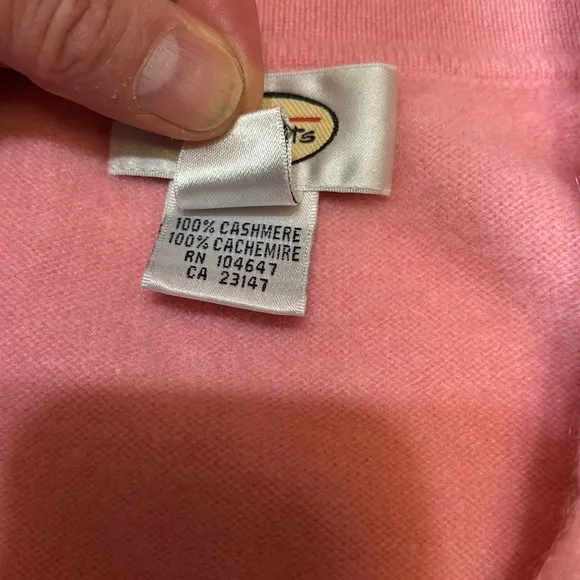 100% CASHMERE
100% CACHEMIRE
RN 104647
CA 23147